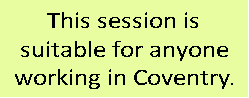 This session is
suitable for anyone
working in Coventry.